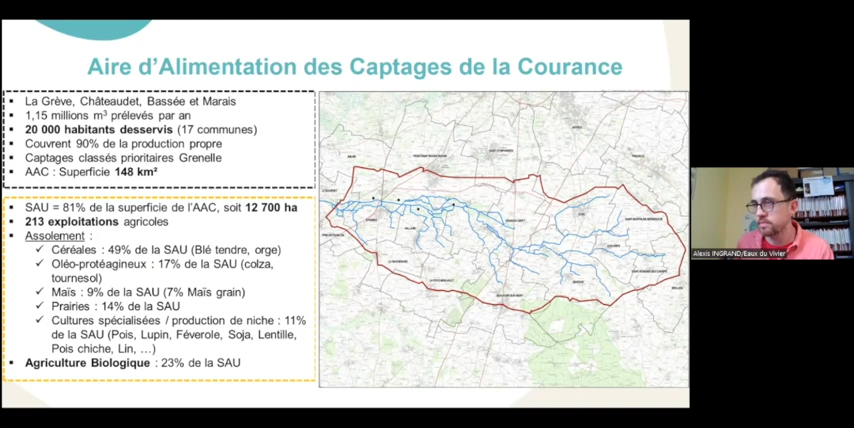 Aire d'Alimentation des Captages de la Courance
La Grève, Châteaudet, Bassée et Marais
1,15 millions m³ prélevés par an
20 000 habitants desservis (17 communes)
Couvrent 90% de la production propre
Captages classés prioritaires Grenelle
AAC : Superficie 148 km²
SAU = 81% de la superficie de l'AAC, soit 12 700 ha
213 exploitations agricoles
Assolement :
Céréales : 49% de la SAU (Blé tendre, orge)
Oléo-protéagineux : 17% de la SAU (colza,
tournesol)
Maïs : 9% de la SAU (7% Maïs grain)
Prairies : 14% de la SAU
Cultures spécialisées / production de niche : 11%
de la SAU (Pois, Lupin, Féverole, Soja, Lentille,
Pois chiche, Lin, …)
Agriculture Biologique : 23% de la SAU
Alexis INGRAND/Eaux du Vivier